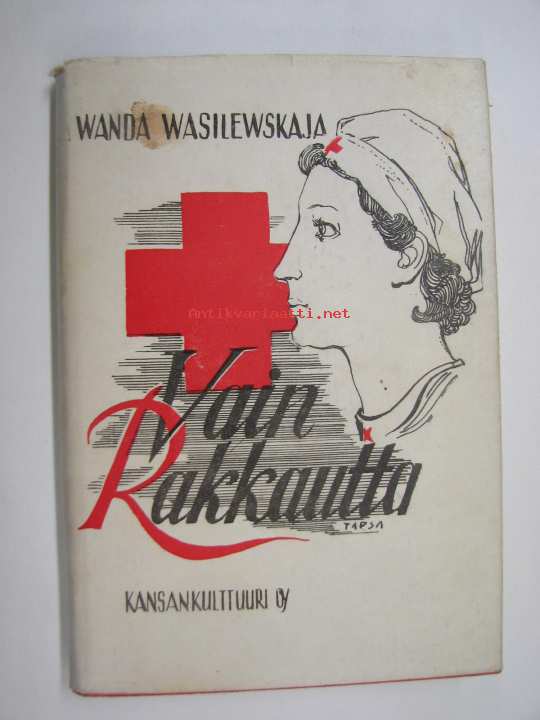 WANDA WASILEWSKAJA
Antikvariaatti.net
Vain
Rakkautta
TAPSA
KANSANKULTTUURI OY